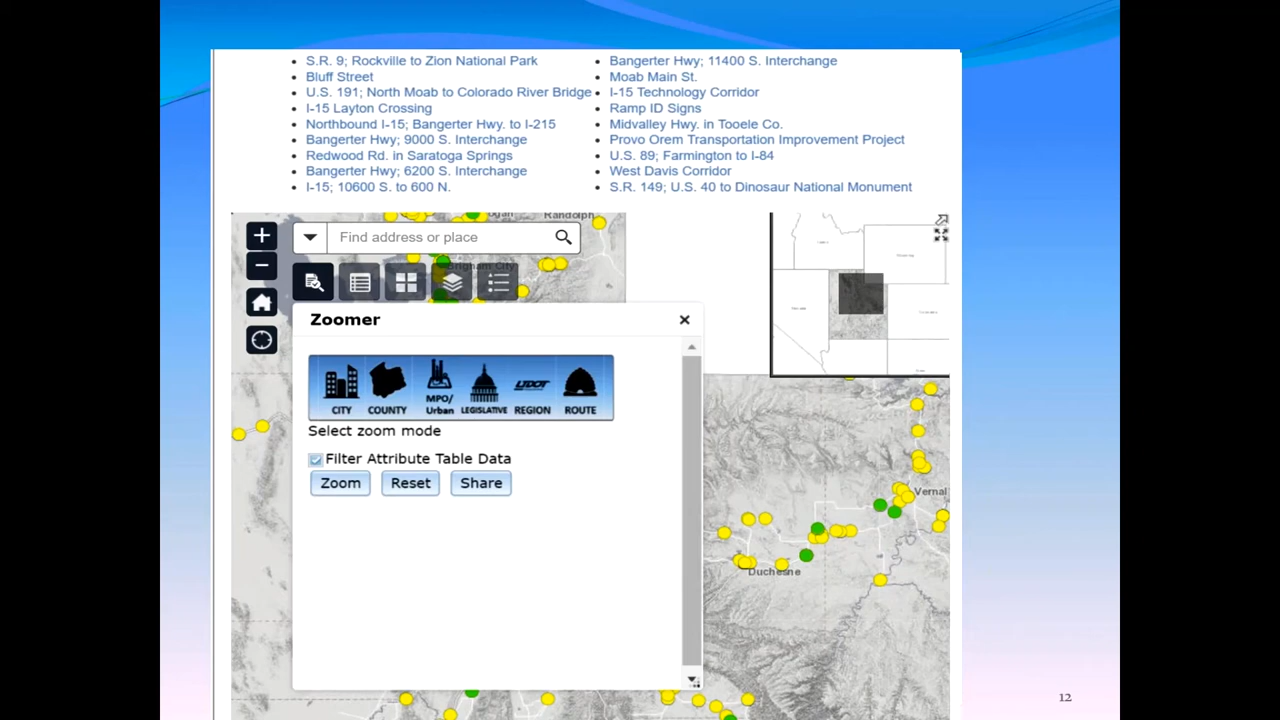 S.R. 9; Rockville to Zion National Park
Bluff Street
U.S. 191; North Moab to Colorado River Bridge
I-15 Layton Crossing
Northbound I-15; Bangerter Hwy. to I-215
Bangerter Hwy; 9000 S. Interchange
Redwood Rd. in Saratoga Springs
Bangerter Hwy; 6200 S. Interchange
I-15; 10600 S. to 600 N.
Bangerter Hwy; 11400 S. Interchange
Moab Main St.
I-15 Technology Corridor
Ramp ID Signs
Midvalley Hwy. in Tooele Co.
Provo Orem Transportation Improvement Project
U.S. 89; Farmington to I-84
West Davis Corridor
S.R. 149; U.S. 40 to Dinosaur National Monument
Randolph
Find address or place
Brigham City
Zoomer
CITY
COUNTY
MPO/
Urban
LEGISLATIVE
UDOT
REGION
ROUTE
Select zoom mode
Filter Attribute Table Data
Zoom
Reset
Share
Vernal
Duchesne
12